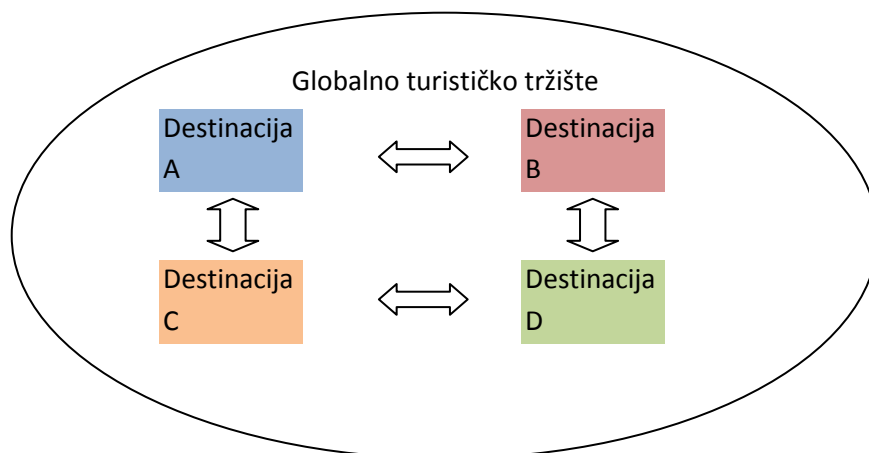 Globalno turističko tržište
Destinacija
A
Destinacija
B
Destinacija
C
Destinacija
D